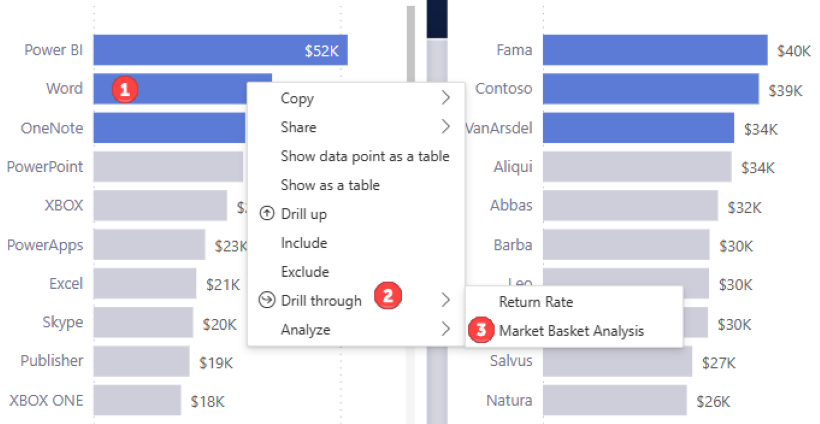 Power BI
$52K
Word
1
OneNote
PowerPoint
XBOX
PowerApps
$23K
Excel
$21K
Skype
$20K
Publisher
$19K
XBOX ONE
$18K
Copy
Share
Show data point as a table
Show as a table
Drill up
Include
Exclude
Drill through
2
Analyze
Return Rate
3
Market Basket Analysis
Fama
$40K
Contoso
$39K
VanArsdel
$34K
Aliqui
$34K
Abbas
$32K
Barba
$30K
Leo
$30K
$30K
Salvus
$27K
Natura
$26K